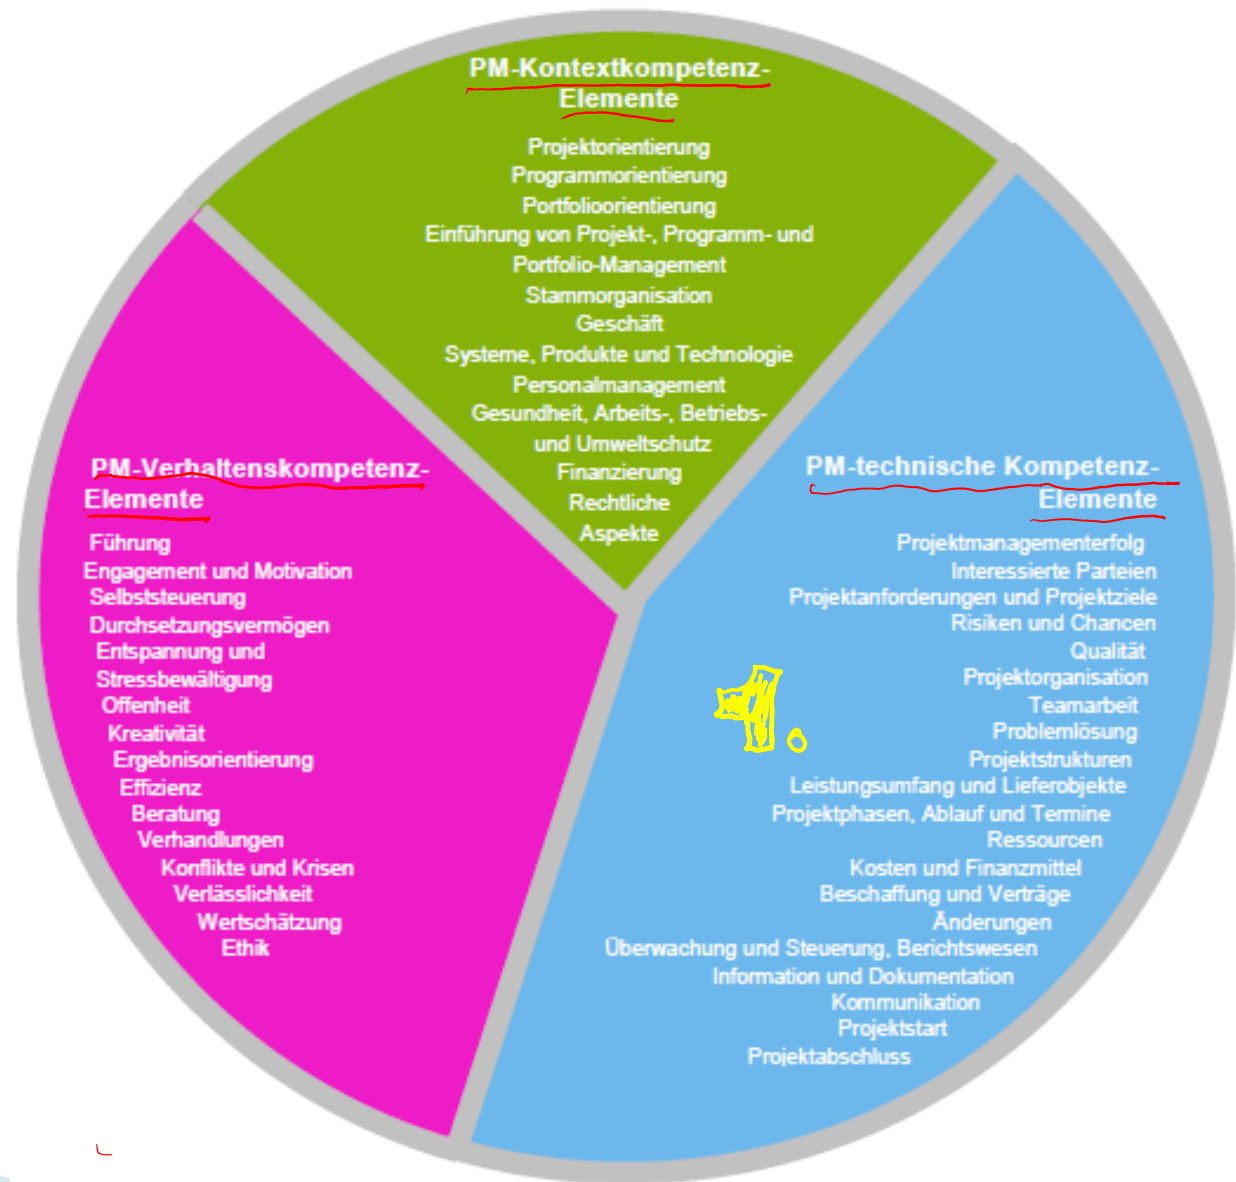 PM-Kontextkompetenz-
Elemente
Projektorientierung
Programmorientierung
Portfolioorientierung
Einführung von Projekt-, Programm- und
Portfolio-Management
Stammorganisation
Geschäft
Systeme, Produkte und Technologie
Personalmanagement
Gesundheit, Arbeits-, Betriebs-
und Umweltschutz
Finanzierung
Rechtliche
Aspekte
PM-Verhaltenskompetenz-
Elemente
Führung
Engagement und Motivation
Selbststeuerung
Durchsetzungsvermögen
Entspannung und
Stressbewältigung
Offenheit
Kreativität
Ergebnisorientierung
Effizienz
Beratung
Verhandlungen
Konflikte und Krisen
Verlässlichkeit
Wertschätzung
Ethik
PM-technische Kompetenz-
Elemente
Projektmanagementerfolg
Interessierte Parteien
Projektanforderungen und Projektziele
Risiken und Chancen
Qualität
Projektorganisation
Teamarbeit
Problemlösung
Projektstrukturen
Leistungsumfang und Lieferobjekte
Projektphasen, Ablauf und Termine
Ressourcen
Kosten und Finanzmittel
Beschaffung und Verträge
Änderungen
Überwachung und Steuerung, Berichtswesen
Information und Dokumentation
Kommunikation
Projektstart
Projektabschluss
1.